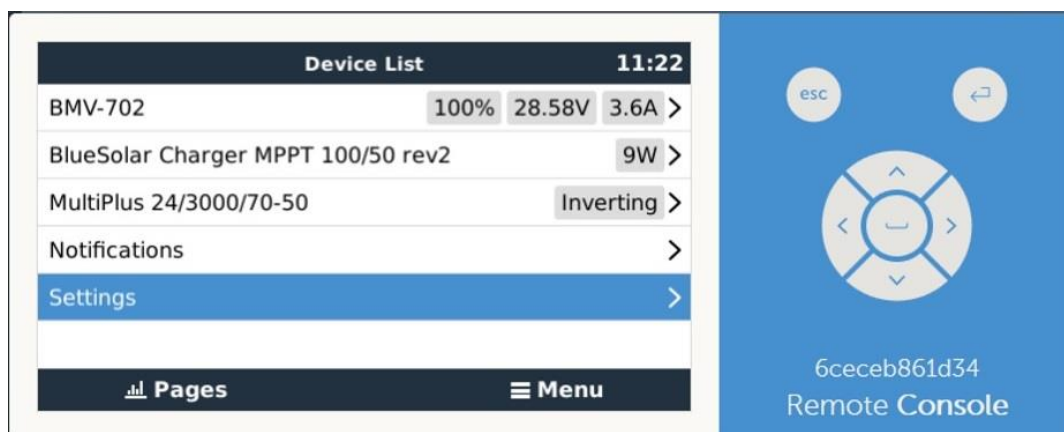 Device List 11:22
BMV-702 100% 28.58V 3.6A
BlueSolar Charger MPPT 100/50 rev2 9W
MultiPlus 24/3000/70-50 Inverting
Notifications
Settings
Pages Menu
esc
6ceceb861d34
Remote Console